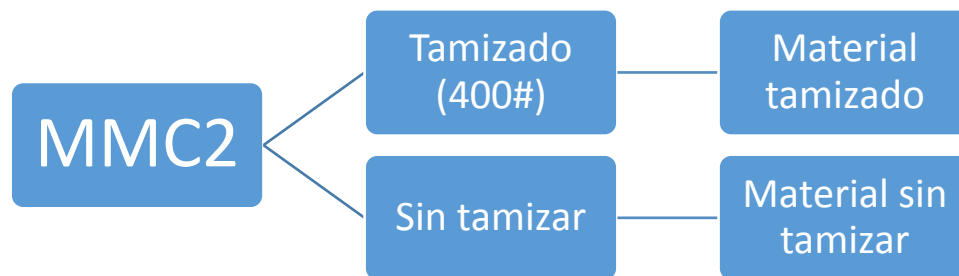 MMC2
Tamizado
(400#)
Material
tamizado
Sin tamizar
Material sin
tamizar